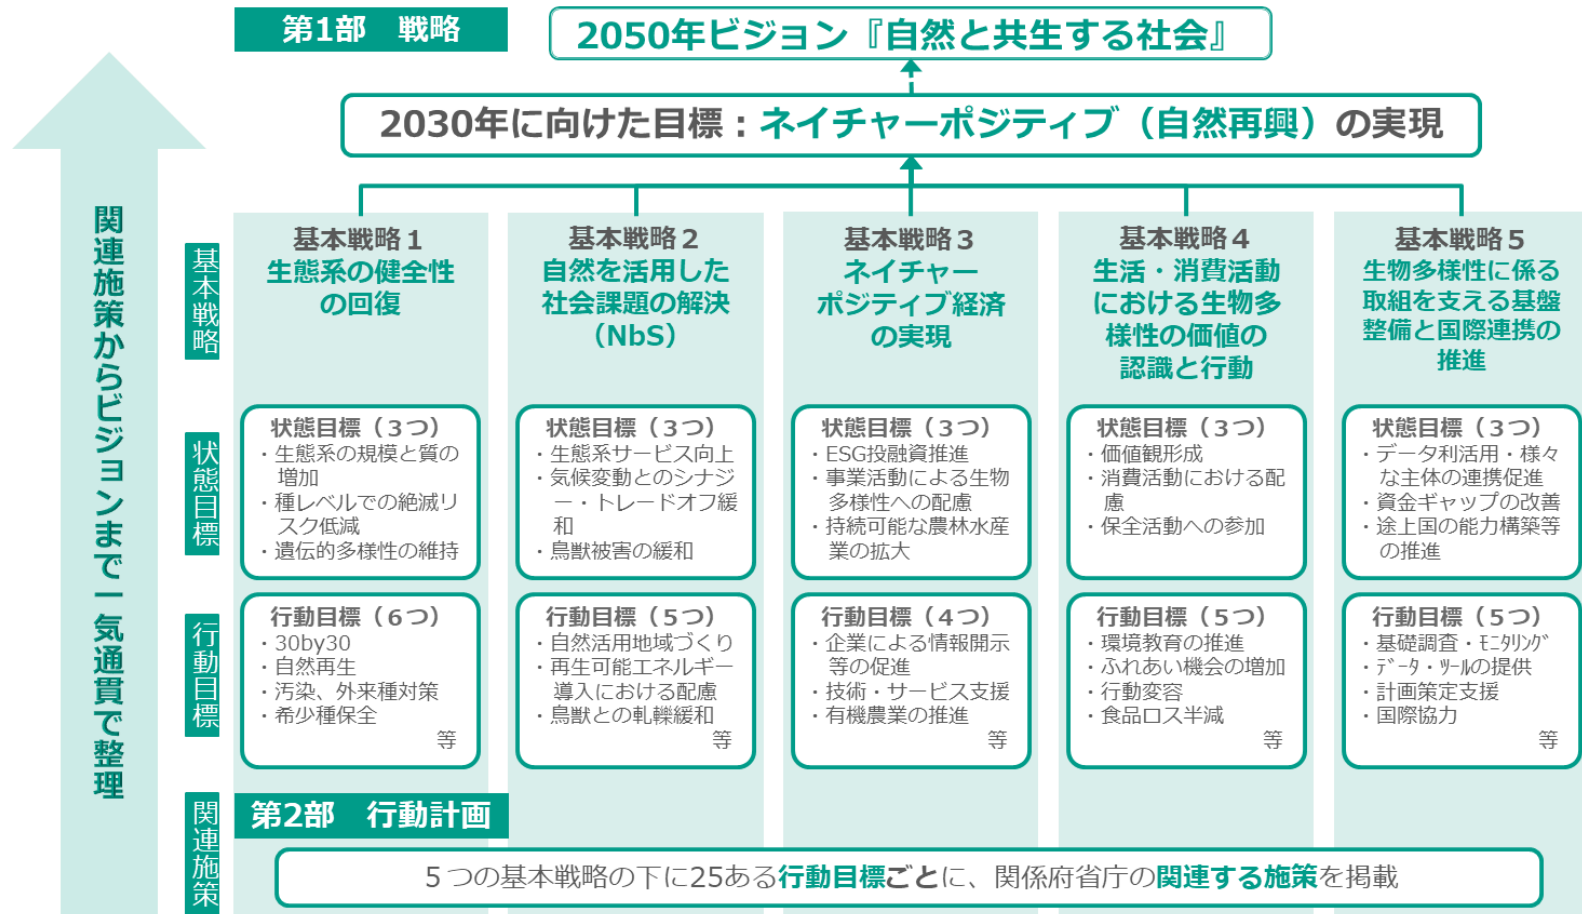 第1部 戦略
2050年ビジョン『自然と共生する社会』
2030年に向けた目標：ネイチャーポジティブ（自然再興）の実現
関連施策からビジョンまで一気通貫で整理
基本戦略
基本戦略１
生態系の健全性
の回復
基本戦略２
自然を活用した
社会課題の解決
（NbS）
基本戦略３
ネイチャー
ポジティブ経済
の実現
基本戦略４
生活・消費活動
における生物多
様性の価値の
認識と行動
基本戦略５
生物多様性に係る
取組を支える基盤
整備と国際連携の
推進
状態目標
状態目標（３つ）
・生態系の規模と質の
増加
・種レベルでの絶滅リ
スク低減
・遺伝的多様性の維持
状態目標（３つ）
・生態系サービス向上
・気候変動とのシナジ
ー・トレードオフ緩
和
・鳥獣被害の緩和
状態目標（３つ）
・ESG投融資推進
・事業活動による生物
多様性への配慮
・持続可能な農林水産
業の拡大
状態目標（３つ）
・価値観形成
・消費活動における配
慮
・保全活動への参加
状態目標（３つ）
・データ利活用・様々
な主体の連携促進
・資金ギャップの改善
・途上国の能力構築等
の推進
行動目標
行動目標（６つ）
・30by30
・自然再生
・汚染、外来種対策
・希少種保全
等
行動目標（５つ）
・自然活用地域づくり
・再生可能エネルギー
導入における配慮
・鳥獣との軋轢緩和
等
行動目標（４つ）
・企業による情報開示
等の促進
・技術・サービス支援
・有機農業の推進
等
行動目標（５つ）
・環境教育の推進
・ふれあい機会の増加
・行動変容
・食品ロス半減
等
行動目標（５つ）
・基礎調査・ﾓﾆﾀﾘﾝｸﾞ
・ﾃﾞｰﾀ・ﾂｰﾙの提供
・計画策定支援
・国際協力
等
関連施策
第2部 行動計画
５つの基本戦略の下に25ある行動目標ごとに、関係府省庁の関連する施策を掲載